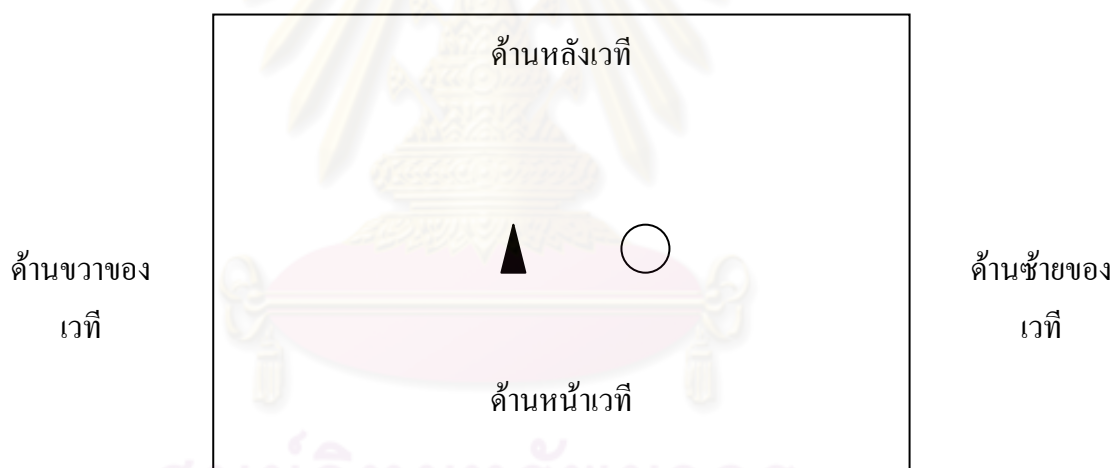 ด้านหลังเวที
ด้านขวาของ
เวที
ด้านซ้ายของ
เวที
ด้านหน้าเวที